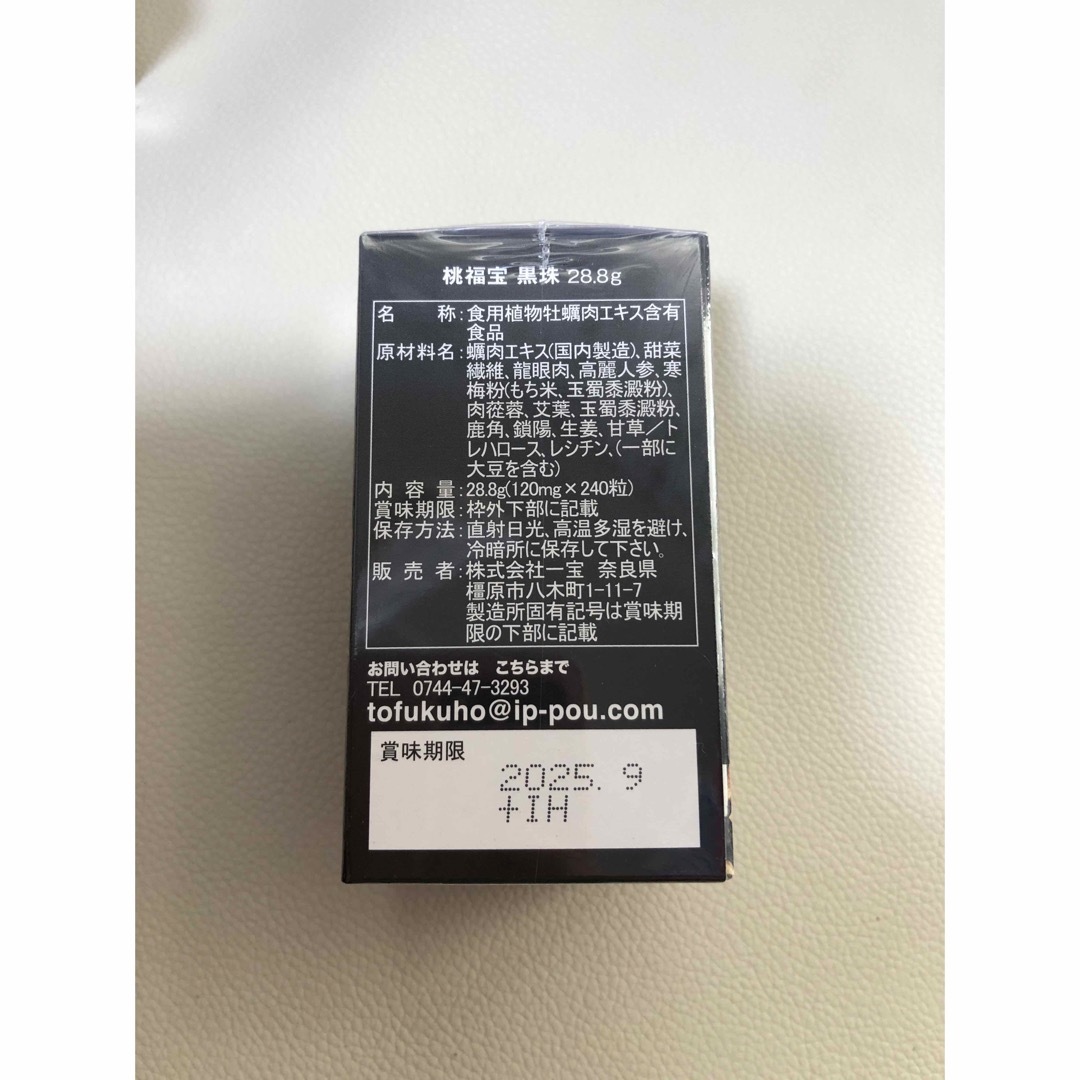 桃福宝 黒珠 28.8g
名称:食用植物牡蠣肉エキス含有
食品
原材料名:蠣肉エキス(国内製造)、甜菜
繊維、龍眼肉、高麗人参、寒
梅粉(もち米、玉蜀黍澱粉)、
肉蓯蓉、艾葉、玉蜀黍澱粉、
鹿角、鎖陽、生姜、甘草/ト
レハロース、レシチン、(一部に
大豆を含む)
内容量:28.8g(120mg×240粒)
賞味期限:枠外下部に記載
保存方法:直射日光、高温多湿を避け、
冷暗所に保存して下さい。
販売者:株式会社一宝 奈良県
橿原市八木町1-11-7
製造所固有記号は賞味期
限の下部に記載
お問い合わせは こちらまで
TEL 0744-47-3293
tofukuho@ip-pou.com
賞味期限
2025. 9
+IH